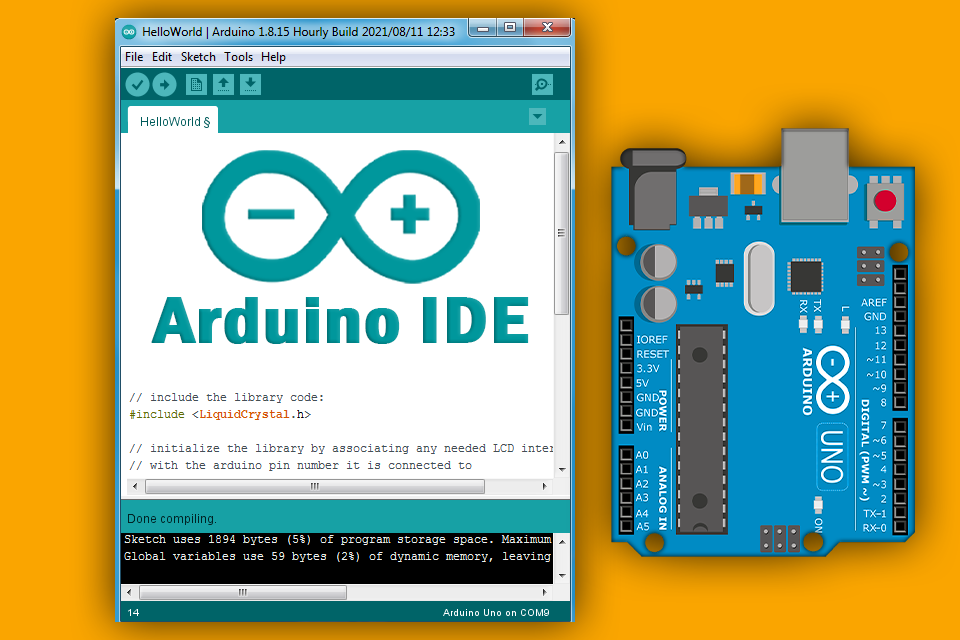 HelloWorld | Arduino 1.8.15 Hourly Build 2021/08/11 12:33
File Edit Sketch Tools Help
HelloWorld §
Arduino IDE
// include the library code:
#include <LiquidCrystal.h>
// initialize the library by associating any needed LCD inter
// with the arduino pin number it is connected to
Done compiling.
Sketch uses 1894 bytes (5%) of program storage space. Maximum
Global variables use 59 bytes (2%) of dynamic memory, leaving
14
Arduino Uno on COM9
RX
TX
L
AREF
GND
13
12
~11
~10
~9
8
IOREF
RESET
3.3V
5V
GND
GND
Vin
POWER
ARDUINO
UNO
DIGITAL (PWM ~)
7
~6
~5
4
~3
2
TX-1
RX-0
A0
A1
A2
A3
A4
A5
ANALOG IN
ON